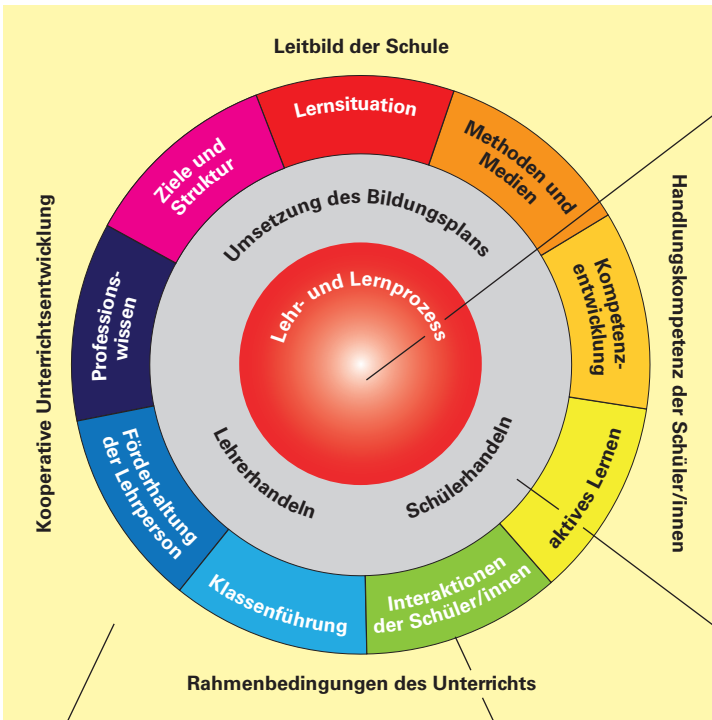 Leitbild der Schule
Lernsituation
Methoden und
Medien
Kompetenz-
entwicklung
aktives Lernen
Interaktionen
der Schüler/innen
Klassenführung
Förderhaltung
der Lehrperson
Professions-
wissen
Ziele und
Struktur
Umsetzung des Bildungsplans
Lehr- und Lernprozess
Lehrerhandeln
Schülerhandeln
Kooperative Unterrichtsentwicklung
Handlungskompetenz der Schüler/innen
Rahmenbedingungen des Unterrichts